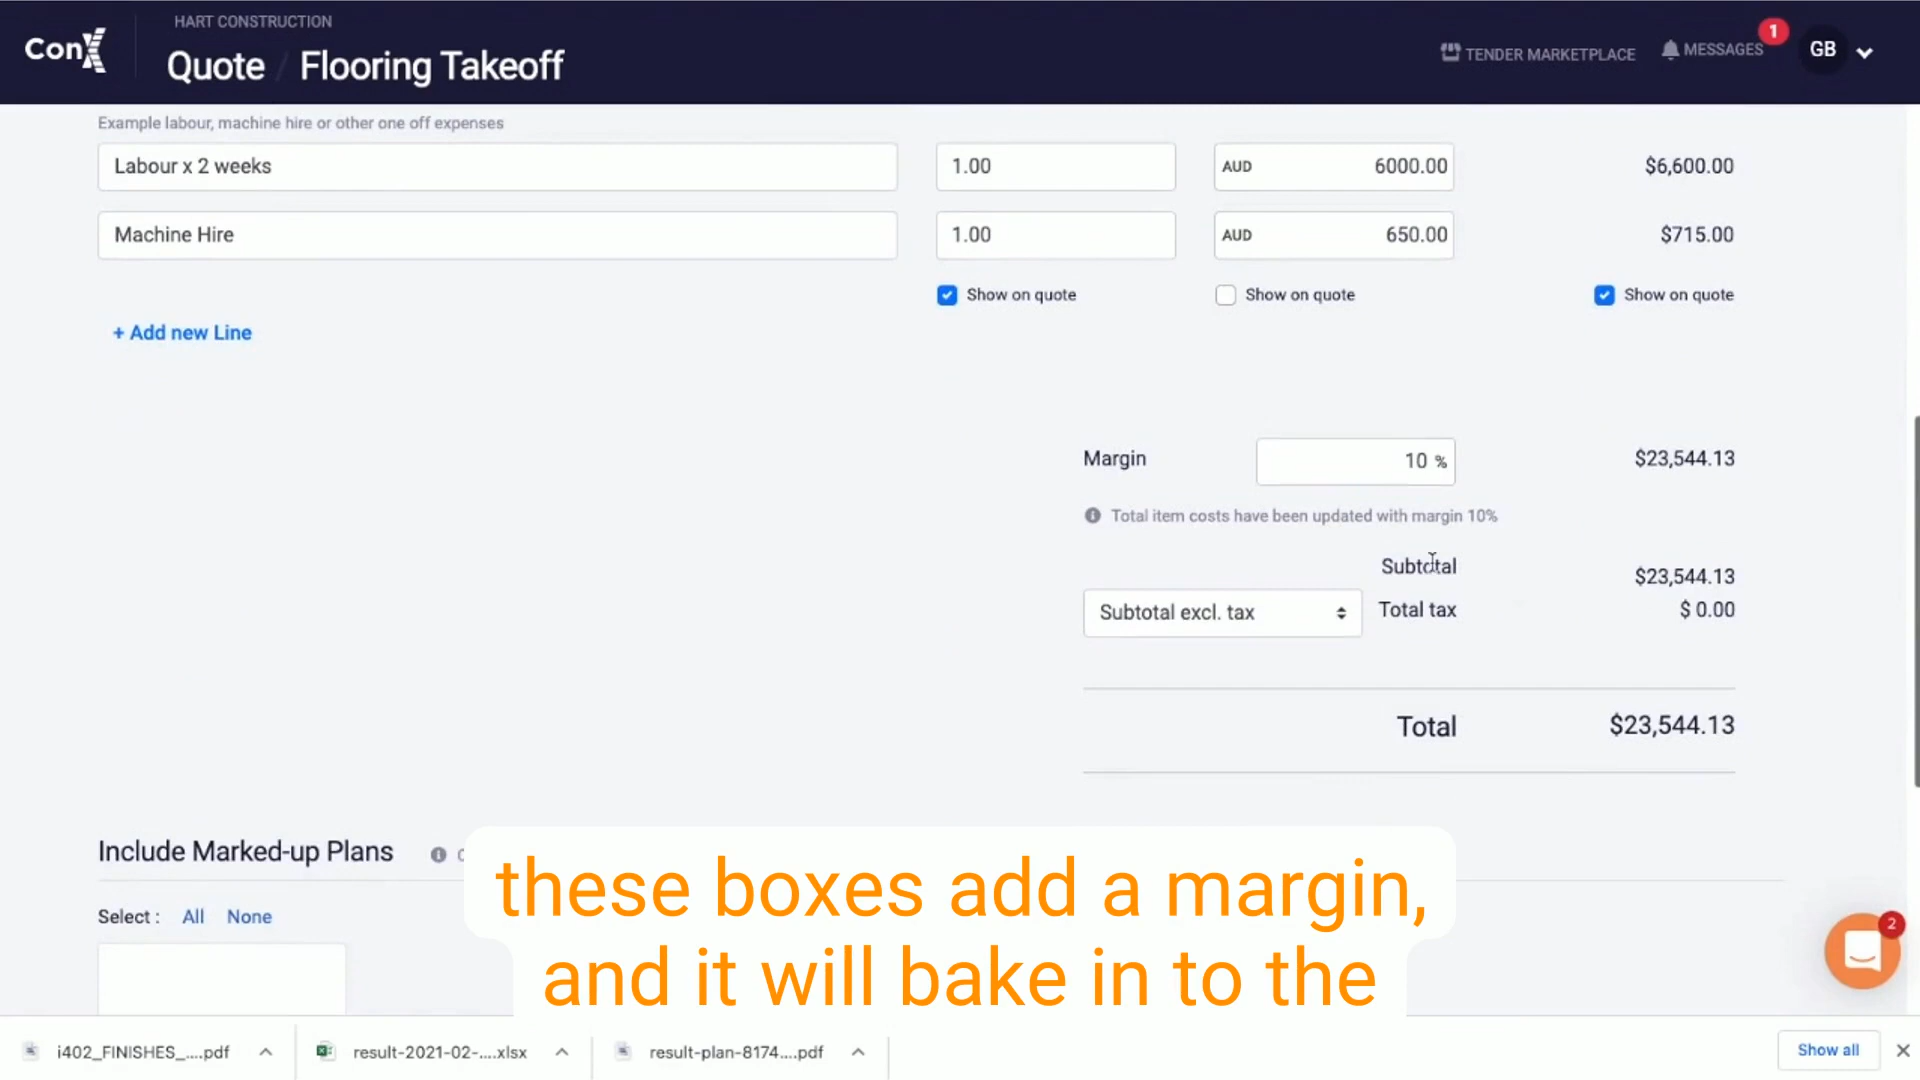 ConX
HART CONSTRUCTION
Quote / Flooring Takeoff
TENDER MARKETPLACE
MESSAGES
1
GB
Example labour, machine hire or other one off expenses
Labour x 2 weeks
1.00
AUD 6000.00
$6,600.00
Machine Hire
1.00
AUD 650.00
$715.00
Show on quote
Show on quote
Show on quote
+ Add new Line
Margin
10 %
$23,544.13
Total item costs have been updated with margin 10%
Subtotal
$23,544.13
Subtotal excl. tax
Total tax
$ 0.00
Total
$23,544.13
Include Marked-up Plans
Select : All None
these boxes add a margin,
and it will bake in to the
2
i402_FINISHES_....pdf
result-2021-02-....xlsx
result-plan-8174....pdf
Show all